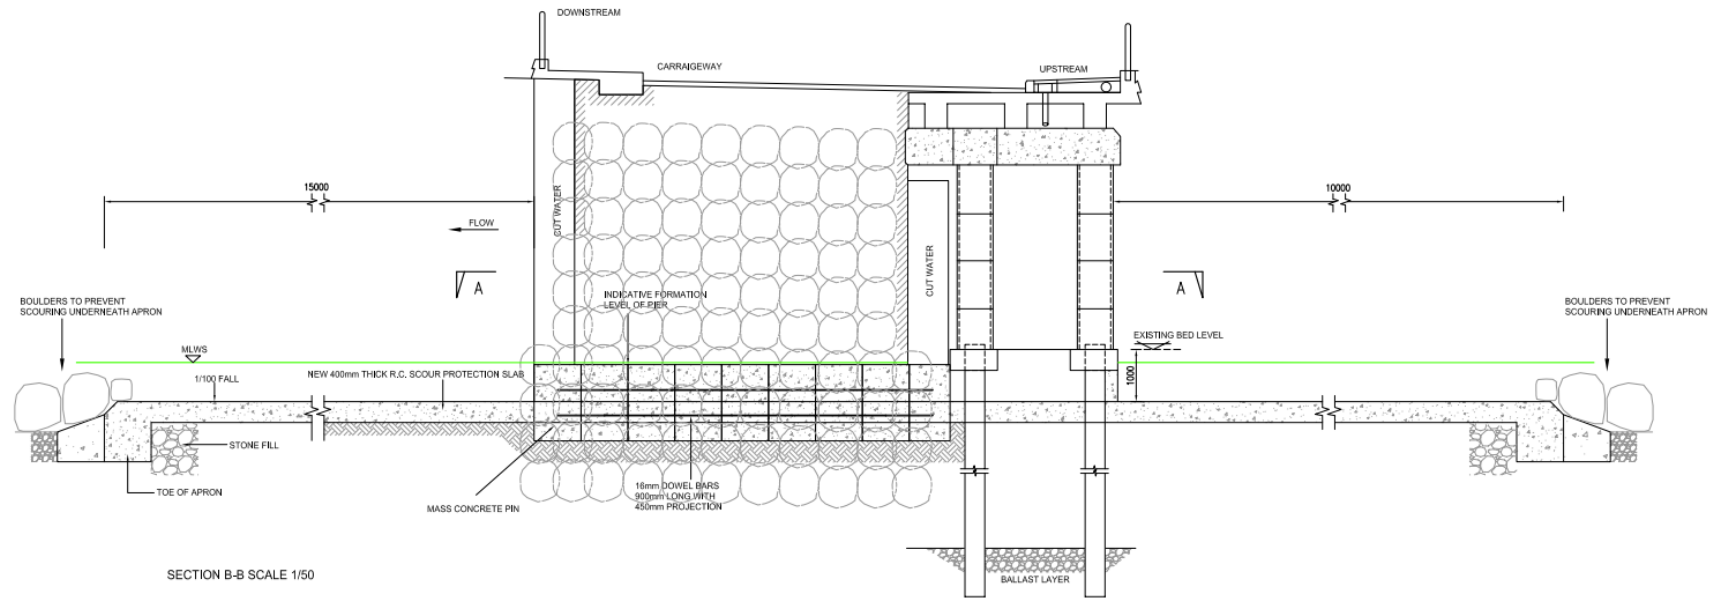 DOWNSTREAM
CARRAIGEWAY
UPSTREAM
15000
10000
CUT WATER
FLOW
A
A
CUT WATER
INDICATIVE FORMATION
LEVEL OF PIER
BOULDERS TO PREVENT
SCOURING UNDERNEATH APRON
BOULDERS TO PREVENT
SCOURING UNDERNEATH APRON
EXISTING BED LEVEL
MLWS
1000
1/100 FALL
NEW 400mm THICK R.C. SCOUR PROTECTION SLAB
STONE FILL
TOE OF APRON
16mm DOWEL BARS
900mm LONG WITH
450mm PROJECTION
MASS CONCRETE PIN
BALLAST LAYER
SECTION B-B SCALE 1/50